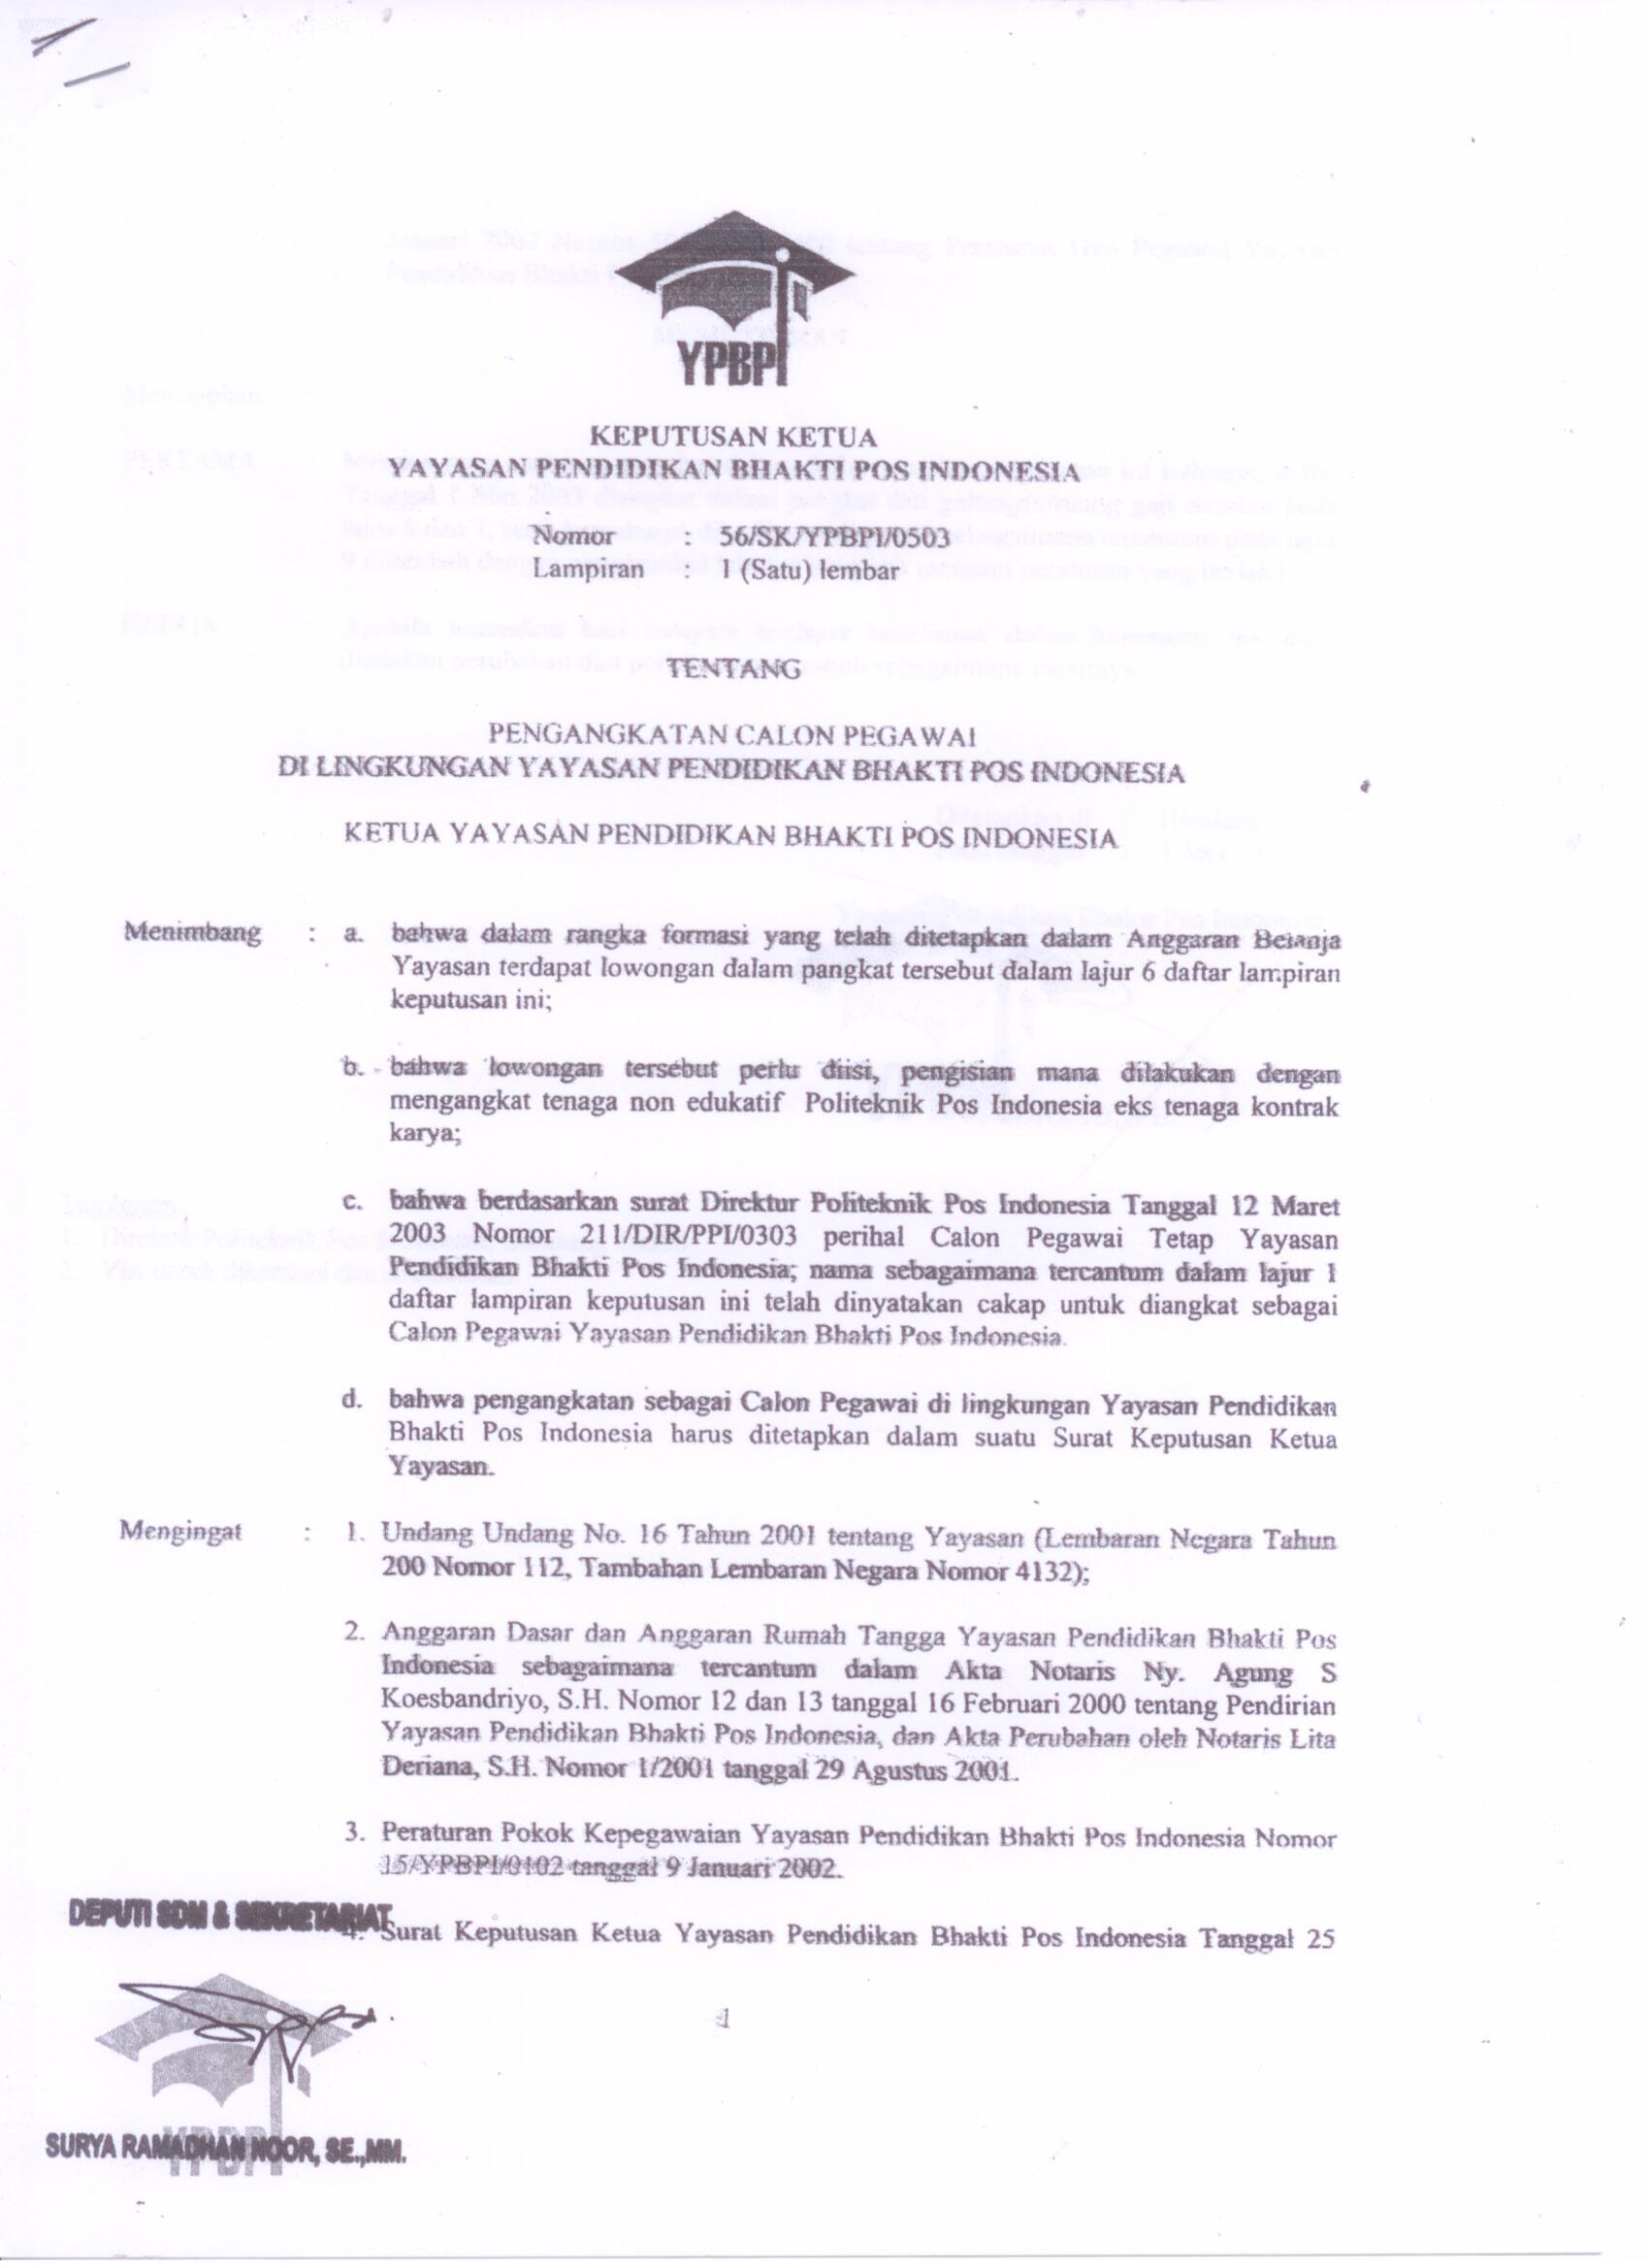 YPBPI
KEPUTUSAN KETUA
YAYASAN PENDIDIKAN BHAKTI POS INDONESIA
Nomor : 56/SK/YPBPI/0503
Lampiran : 1 (Satu) lembar
TENTANG
PENGANGKATAN CALON PEGAWAI
DI LINGKUNGAN YAYASAN PENDIDIKAN BHAKTI POS INDONESIA
KETUA YAYASAN PENDIDIKAN BHAKTI POS INDONESIA
Menimbang : a. bahwa dalam rangka formasi yang telah ditetapkan dalam Anggaran Belanja
Yayasan terdapat lowongan dalam pangkat tersebut dalam lajur 6 daftar lampiran
keputusan ini;
b. bahwa lowongan tersebut perlu diisi, pengisian mana dilakukan dengan
mengangkat tenaga non edukatif Politeknik Pos Indonesia eks tenaga kontrak
karya;
c. bahwa berdasarkan surat Direktur Politeknik Pos Indonesia Tanggal 12 Maret
2003 Nomor 211/DIR/PPI/0303 perihal Calon Pegawai Tetap Yayasan
Pendidikan Bhakti Pos Indonesia; nama sebagaimana tercantum dalam lajur 1
daftar lampiran keputusan ini telah dinyatakan cakap untuk diangkat sebagai
Calon Pegawai Yayasan Pendidikan Bhakti Pos Indonesia.
d. bahwa pengangkatan sebagai Calon Pegawai di lingkungan Yayasan Pendidikan
Bhakti Pos Indonesia harus ditetapkan dalam suatu Surat Keputusan Ketua
Yayasan.
Mengingat : 1. Undang Undang No. 16 Tahun 2001 tentang Yayasan (Lembaran Negara Tahun
200 Nomor 112, Tambahan Lembaran Negara Nomor 4132);
2. Anggaran Dasar dan Anggaran Rumah Tangga Yayasan Pendidikan Bhakti Pos
Indonesia sebagaimana tercantum dalam Akta Notaris Ny. Agung S
Koesbandriyo, S.H. Nomor 12 dan 13 tanggal 16 Februari 2000 tentang Pendirian
Yayasan Pendidikan Bhakti Pos Indonesia, dan Akta Perubahan oleh Notaris Lita
Deriana, S.H. Nomor 1/2001 tanggal 29 Agustus 2001.
3. Peraturan Pokok Kepegawaian Yayasan Pendidikan Bhakti Pos Indonesia Nomor
15/YPBPI/0102 tanggal 9 Januari 2002.
DEPUTI SDM & SEKRETARIAT
4. Surat Keputusan Ketua Yayasan Pendidikan Bhakti Pos Indonesia Tanggal 25
1
YPBPI
SURYA RAMADHAN NOOR, SE.,MM.